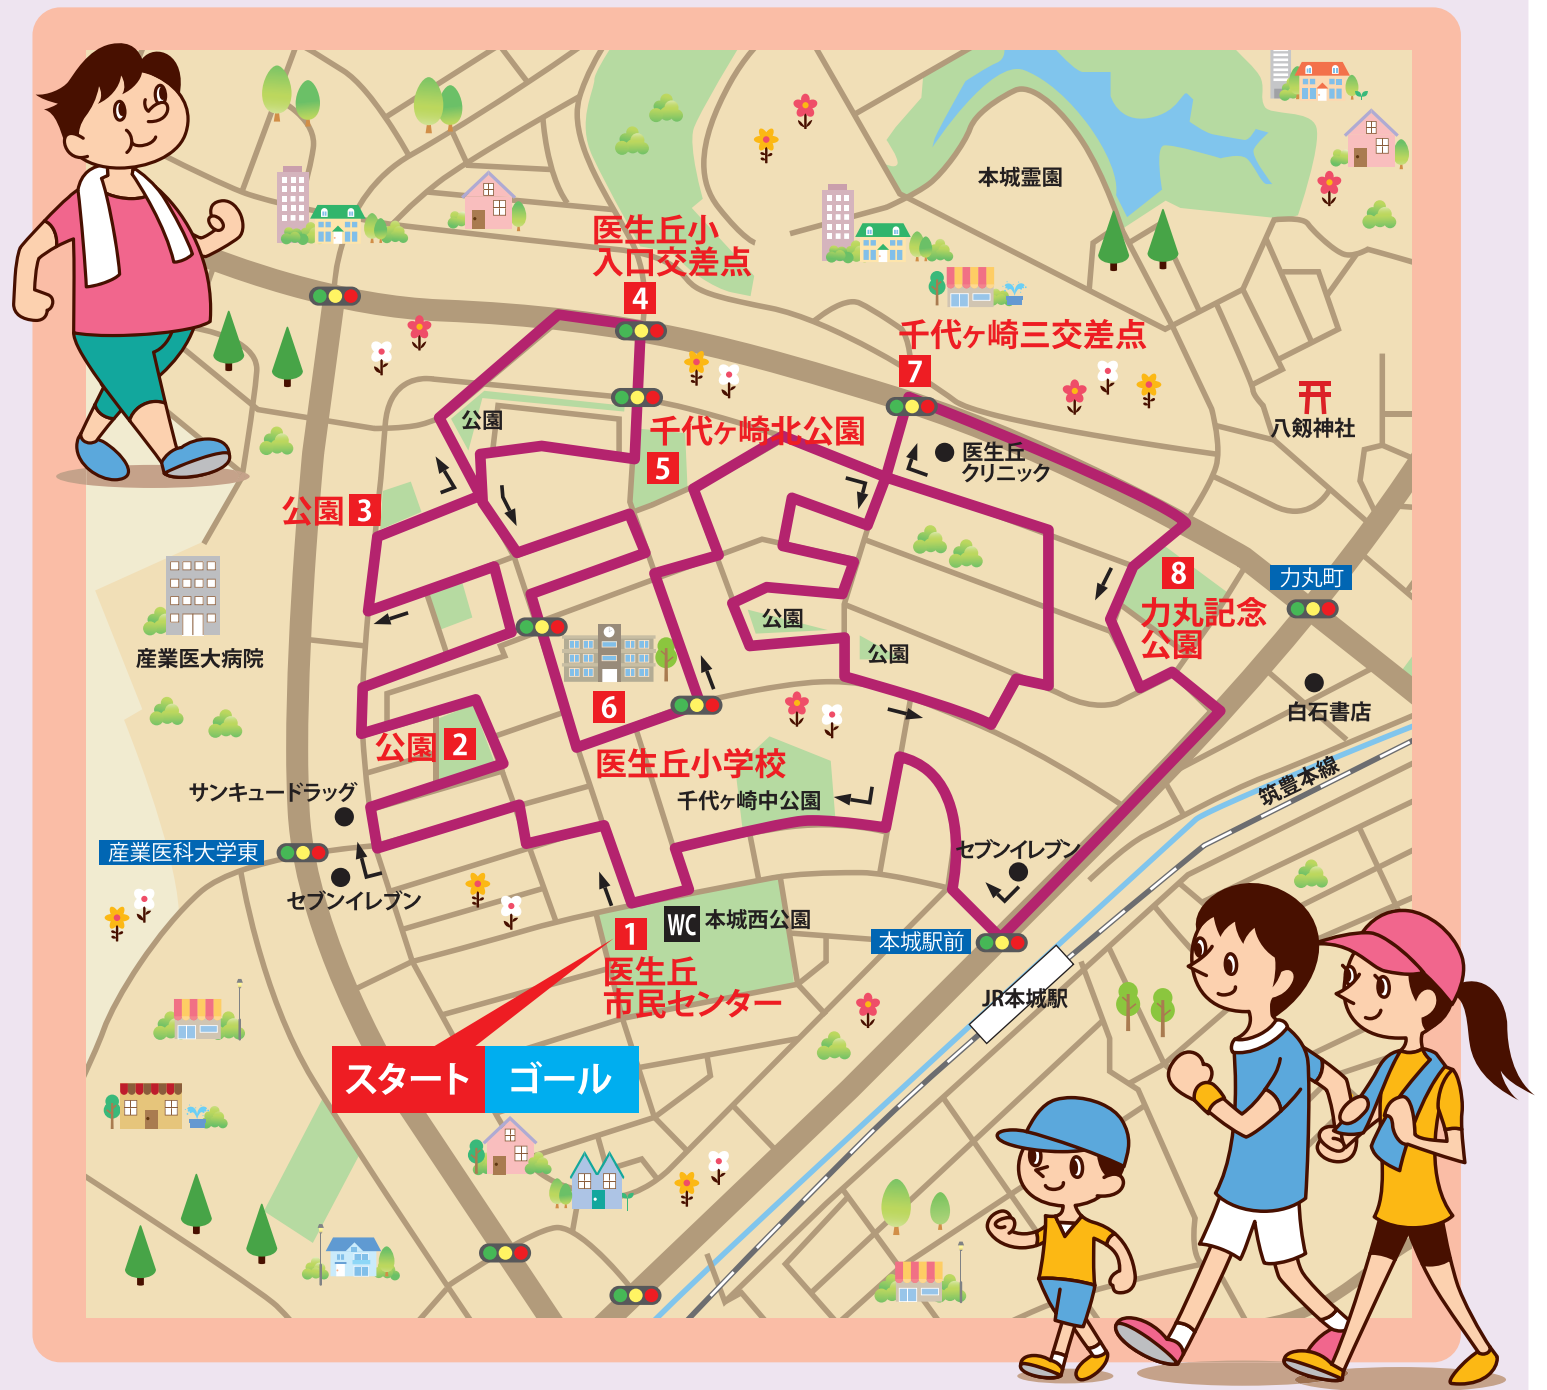 本城霊園
医生丘小
入口交差点
4
千代ヶ崎三交差点
7
八剱神社
公園
千代ヶ崎北公園
5
医生丘
クリニック
公園 3
8
力丸記念
公園
力丸町
公園
公園
産業医大病院
6
医生丘小学校
白石書店
公園 2
千代ヶ崎中公園
筑豊本線
サンキュードラッグ
産業医科大学東
セブンイレブン
セブンイレブン
1
WC
本城西公園
本城駅前
医生丘
市民センター
JR本城駅
スタート
ゴール